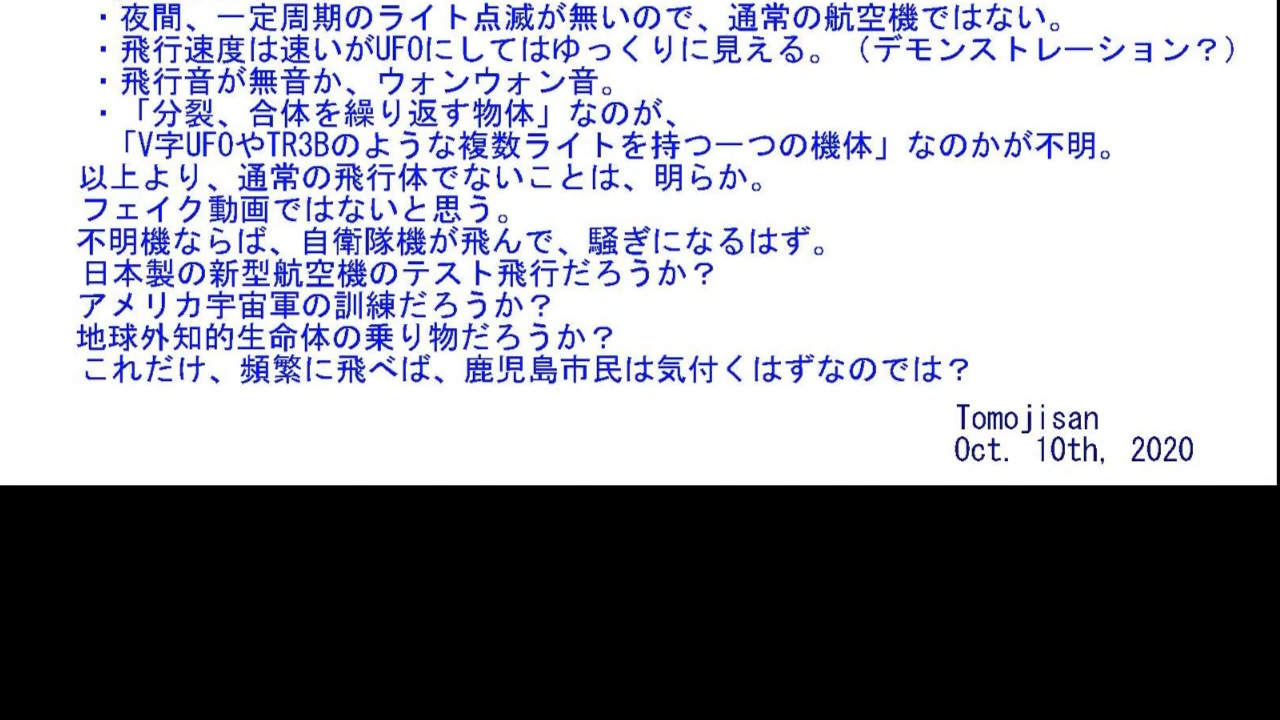 ・夜間、一定周期のライト点滅が無いので、通常の航空機ではない。
・飛行速度は速いがUFOにしてはゆっくりに見える。（デモンストレーション？）
・飛行音が無音か、ウォンウォン音。
・「分裂、合体を繰り返す物体」なのが、
「V字UFOやTR3Bのような複数ライトを持つ一つの機体」なのかが不明。
以上より、通常の飛行体でないことは、明らか。
フェイク動画ではないと思う。
不明機ならば、自衛隊機が飛んで、騒ぎになるはず。
日本製の新型航空機のテスト飛行だろうか？
アメリカ宇宙軍の訓練だろうか？
地球外知的生命体の乗り物だろうか？
これだけ、頻繁に飛べば、鹿児島市民は気付くはずなのでは？
Tomojisan
Oct. 10th, 2020